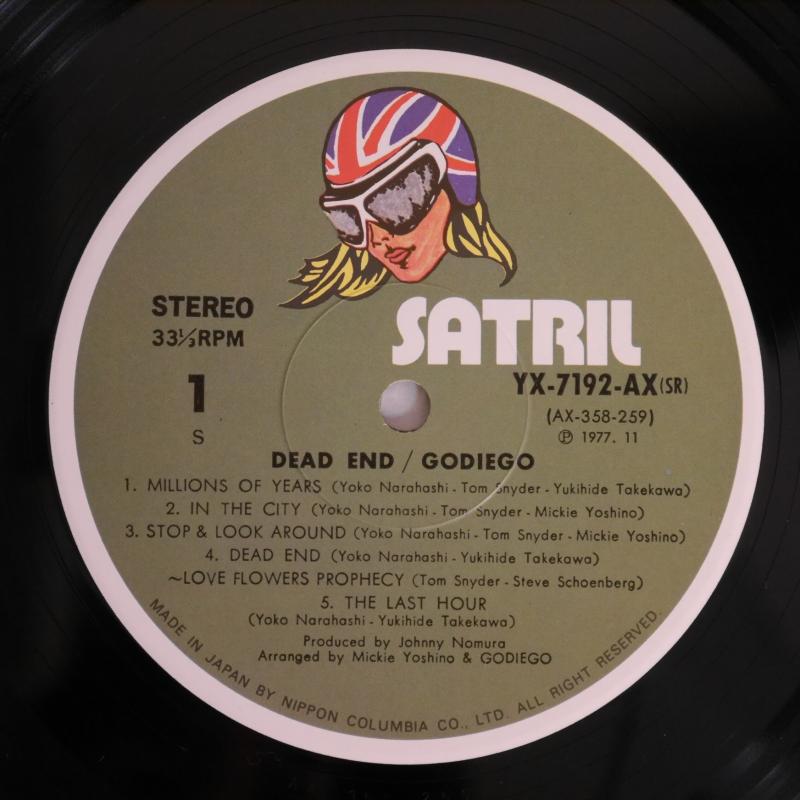 STEREO
33⅓RPM
1
S
SATRIL
YX-7192-AX(SR)
(AX-358-259)
Ⓟ 1977. 11
DEAD END / GODIEGO
1. MILLIONS OF YEARS (Yoko Narahashi - Tom Snyder - Yukihide Takekawa)
2. IN THE CITY (Yoko Narahashi - Tom Snyder - Mickie Yoshino)
3. STOP & LOOK AROUND (Yoko Narahashi - Tom Snyder - Mickie Yoshino)
4. DEAD END (Yoko Narahashi - Yukihide Takekawa)
~LOVE FLOWERS PROPHECY (Tom Snyder - Steve Schoenberg)
5. THE LAST HOUR
(Yoko Narahashi - Yukihide Takekawa)
Produced by Johnny Nomura
Arranged by Mickie Yoshino & GODIEGO
MADE IN JAPAN BY NIPPON COLUMBIA CO., LTD. ALL RIGHT RESERVED.